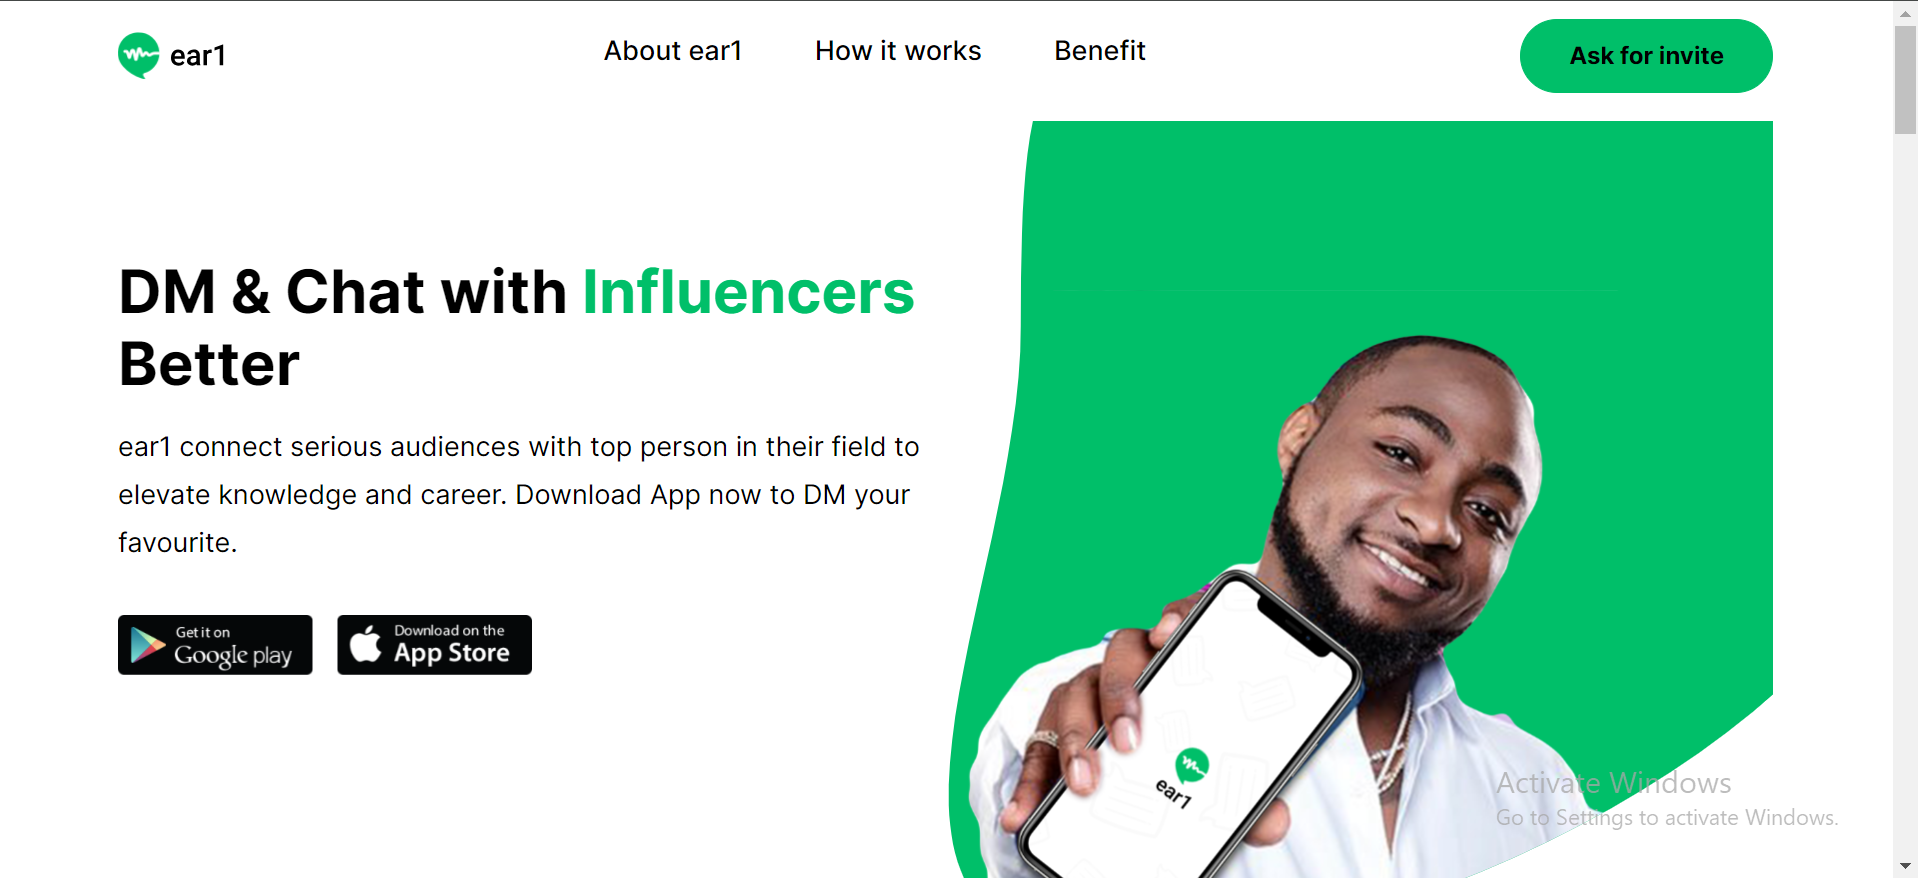 ear1
About ear1
How it works
Benefit
Ask for invite
DM & Chat with Influencers
Better
ear1 connect serious audiences with top person in their field to
elevate knowledge and career. Download App now to DM your
favourite.
Get it on
Google play
Download on the
App Store
ear1
Activate Windows
Go to Settings to activate Windows.